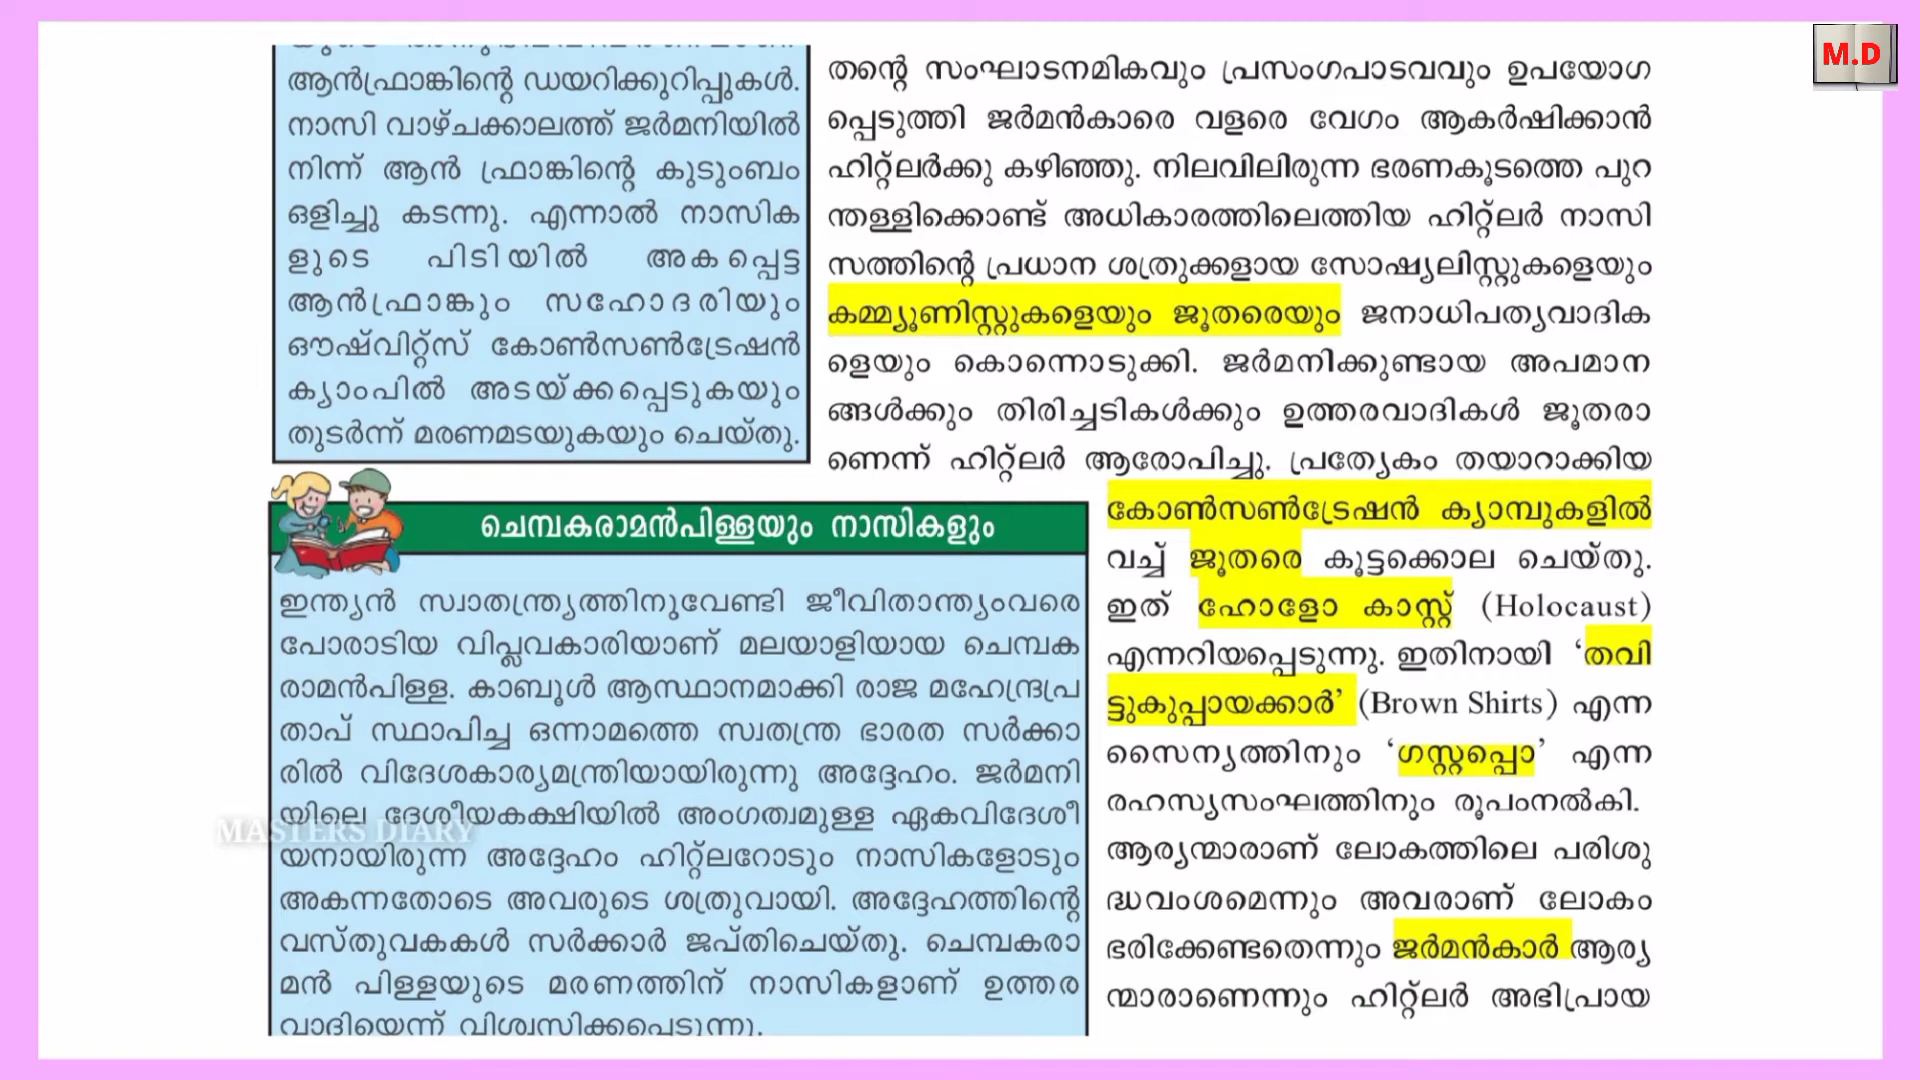 ആൻഫ്രാങ്കിന്റെ ഡയറിക്കുറിപ്പുകൾ.
നാസി വാഴ്ചക്കാലത്ത് ജർമനിയിൽ
നിന്ന് ആൻ ഫ്രാങ്കിന്റെ കുടുംബം
ഒളിച്ചു കടന്നു. എന്നാൽ നാസിക
ളുടെ പിടിയിൽ അകപ്പെട്ട
ആൻഫ്രാങ്കും സഹോദരിയും
ഔഷ്‌വിറ്റ്സ് കോൺസൺട്രേഷൻ
ക്യാംപിൽ അടയ്ക്കപ്പെടുകയും
തുടർന്ന് മരണമടയുകയും ചെയ്തു.
ചെമ്പകരാമൻപിള്ളയും നാസികളും
ഇന്ത്യൻ സ്വാതന്ത്ര്യത്തിനുവേണ്ടി ജീവിതാന്ത്യംവരെ
പോരാടിയ വിപ്ലവകാരിയാണ് മലയാളിയായ ചെമ്പക
രാമൻപിള്ള. കാബൂൾ ആസ്ഥാനമാക്കി രാജ മഹേന്ദ്രപ്ര
താപ് സ്ഥാപിച്ച ഒന്നാമത്തെ സ്വതന്ത്ര ഭാരത സർക്കാ
രിൽ വിദേശകാര്യമന്ത്രിയായിരുന്നു അദ്ദേഹം. ജർമനി
യിലെ ദേശീയകക്ഷിയിൽ അംഗത്വമുള്ള ഏകവിദേശീ
യനായിരുന്ന അദ്ദേഹം ഹിറ്റ്ലറോടും നാസികളോടും
അകന്നതോടെ അവരുടെ ശത്രുവായി. അദ്ദേഹത്തിന്റെ
വസ്തുവകകൾ സർക്കാർ ജപ്തിചെയ്തു. ചെമ്പകരാ
മൻ പിള്ളയുടെ മരണത്തിന് നാസികളാണ് ഉത്തര
വാദിയെന്ന് വിശ്വസിക്കപ്പെടുന്നു.
തന്റെ സംഘാടനമികവും പ്രസംഗപാടവവും ഉപയോഗ
പ്പെടുത്തി ജർമൻകാരെ വളരെ വേഗം ആകർഷിക്കാൻ
ഹിറ്റ്ലർക്കു കഴിഞ്ഞു. നിലവിലിരുന്ന ഭരണകൂടത്തെ പുറ
ന്തള്ളിക്കൊണ്ട് അധികാരത്തിലെത്തിയ ഹിറ്റ്ലർ നാസി
സത്തിന്റെ പ്രധാന ശത്രുക്കളായ സോഷ്യലിസ്റ്റുകളെയും
കമ്മ്യൂണിസ്റ്റുകളെയും ജൂതരെയും ജനാധിപത്യവാദിക
ളെയും കൊന്നൊടുക്കി. ജർമനിക്കുണ്ടായ അപമാന
ങ്ങൾക്കും തിരിച്ചടികൾക്കും ഉത്തരവാദികൾ ജൂതരാ
ണെന്ന് ഹിറ്റ്ലർ ആരോപിച്ചു. പ്രത്യേകം തയാറാക്കിയ
കോൺസൺട്രേഷൻ ക്യാമ്പുകളിൽ
വച്ച് ജൂതരെ കൂട്ടക്കൊല ചെയ്തു.
ഇത് ഹോളോ കാസ്റ്റ് (Holocaust)
എന്നറിയപ്പെടുന്നു. ഇതിനായി ‘തവി
ട്ടുകുപ്പായക്കാർ’ (Brown Shirts) എന്ന
സൈന്യത്തിനും ‘ഗസ്റ്റപ്പൊ’ എന്ന
രഹസ്യസംഘത്തിനും രൂപംനൽകി.
ആര്യന്മാരാണ് ലോകത്തിലെ പരിശു
ദ്ധവംശമെന്നും അവരാണ് ലോകം
ഭരിക്കേണ്ടതെന്നും ജർമൻകാർ ആര്യ
ന്മാരാണെന്നും ഹിറ്റ്ലർ അഭിപ്രായ
M.D
MASTERS DIARY